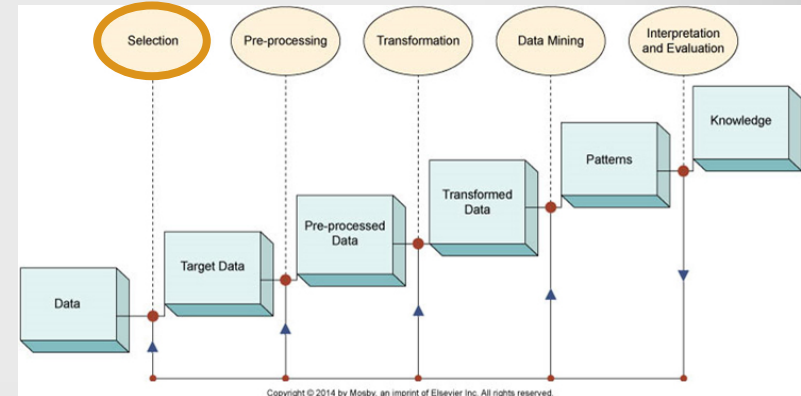 Selection
Pre-processing
Transformation
Data Mining
Interpretation
and Evaluation
Knowledge
Patterns
Transformed
Data
Pre-processed
Data
Target Data
Data
Copyright © 2014 by Mosby, an imprint of Elsevier Inc. All rights reserved.